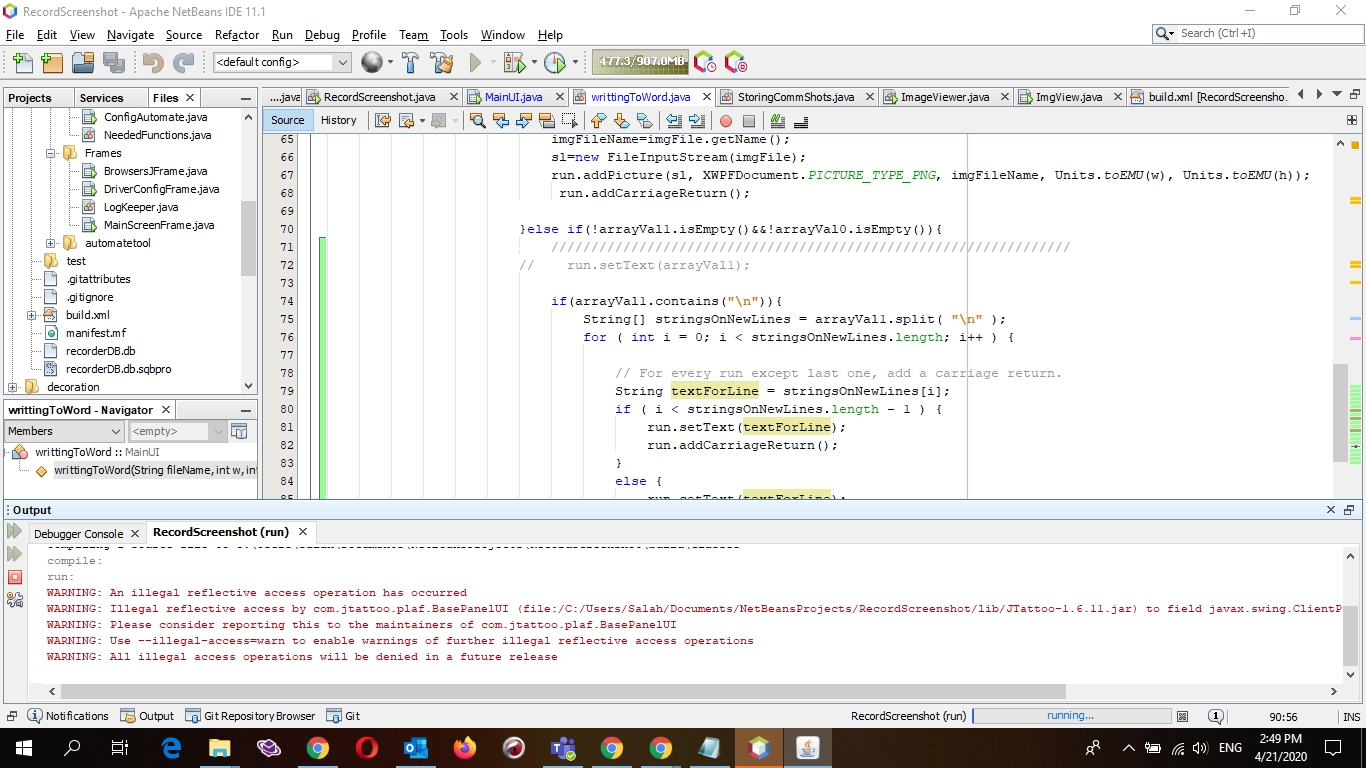 RecordScreenshot - Apache NetBeans IDE 11.1
File Edit View Navigate Source Refactor Run Debug Profile Team Tools Window Help
Search (Ctrl+I)
<default config>
477.3/907.0MB
Projects Services Files
....java RecordScreenshot.java MainUI.java writtingToWord.java StoringCommShots.java ImageViewer.java ImgView.java build.xml [RecordScreensho...
Source History
ConfigAutomate.java
NeededFunctions.java
Frames
BrowsersJFrame.java
DriverConfigFrame.java
LogKeeper.java
MainScreenFrame.java
automatetool
test
.gitattributes
.gitignore
build.xml
manifest.mf
recorderDB.db
recorderDB.db.sqbpro
decoration
writtingToWord - Navigator
Members <empty>
writtingToWord :: MainUI
writtingToWord(String fileName, int w, int
65 imgFileName=imgFile.getName();
66 sl=new FileInputStream(imgFile);
67 run.addPicture(sl, XWPFDocument.PICTURE_TYPE_PNG, imgFileName, Units.toEMU(w), Units.toEMU(h));
68 run.addCarriageReturn();
69
70 }else if(!arrayVal1.isEmpty()&&!arrayVal0.isEmpty()){
71 /////////////////////////////////////////////////////////////////
72 // run.setText(arrayVal1);
73
74 if(arrayVal1.contains("\n")){
75 String[] stringsOnNewLines = arrayVal1.split( "\n" );
76 for ( int i = 0; i < stringsOnNewLines.length; i++ ) {
77
78 // For every run except last one, add a carriage return.
79 String textForLine = stringsOnNewLines[i];
80 if ( i < stringsOnNewLines.length - 1 ) {
81 run.setText(textForLine);
82 run.addCarriageReturn();
83 }
84 else {
85 run.setText(textForLine);
Output
Debugger Console RecordScreenshot (run)
compile:
run:
WARNING: An illegal reflective access operation has occurred
WARNING: Illegal reflective access by com.jtattoo.plaf.BasePanelUI (file:/C:/Users/Salah/Documents/NetBeansProjects/RecordScreenshot/lib/JTattoo-1.6.11.jar) to field javax.swing.ClientP
WARNING: Please consider reporting this to the maintainers of com.jtattoo.plaf.BasePanelUI
WARNING: Use --illegal-access=warn to enable warnings of further illegal reflective access operations
WARNING: All illegal access operations will be denied in a future release
Notifications Output Git Repository Browser Git
RecordScreenshot (run) running... 90:56 INS
ENG
2:49 PM
4/21/2020